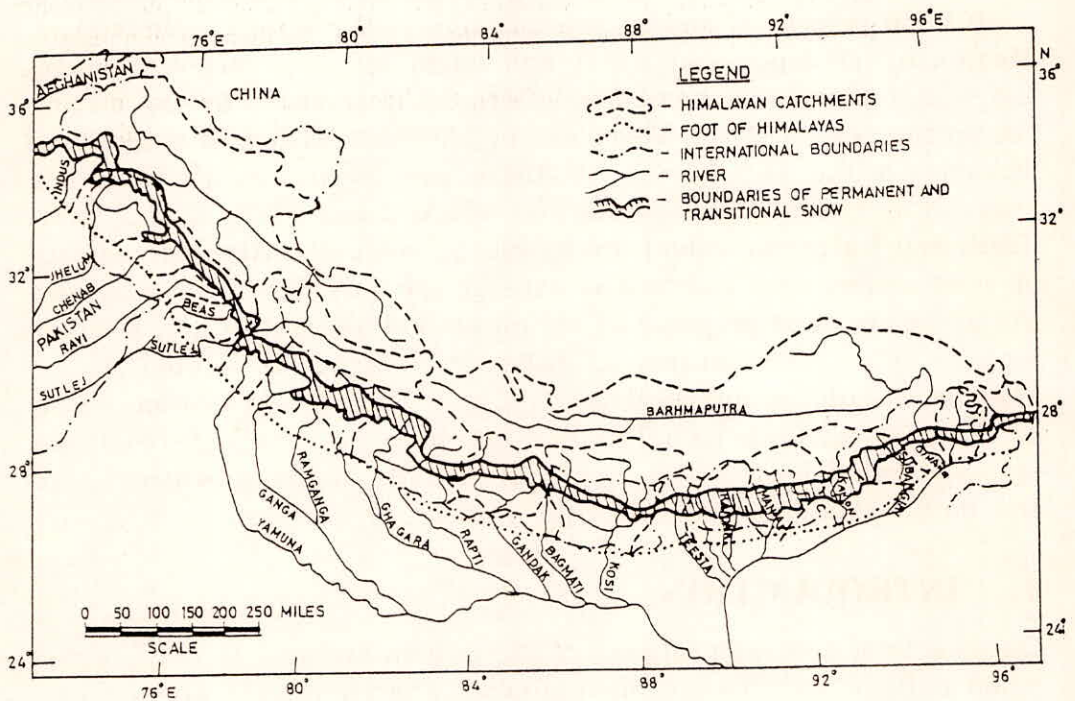 76°E 80° 84° 88° 92° 96°E
N
36°
AFGHANISTAN
CHINA
36°
LEGEND
- HIMALAYAN CATCHMENTS
- FOOT OF HIMALAYAS
- INTERNATIONAL BOUNDARIES
- RIVER
- BOUNDARIES OF PERMANENT AND
TRANSITIONAL SNOW
INDUS
32°
32°
JHELUM
CHENAB
PAKISTAN
RAVI
BEAS
SUTLEJ
SUTLEJ
BARHMAPUTRA
28°
28°
GANGA
YAMUNA
RAMGANGA
GHAGARA
RAPTI
GANDAK
BAGMATI
KOSI
TEESTA
RAIDAK
MANAS
SUBANGIRI
0 50 100 150 200 250 MILES
SCALE
24°
24°
76°E 80° 84° 88° 92° 96°